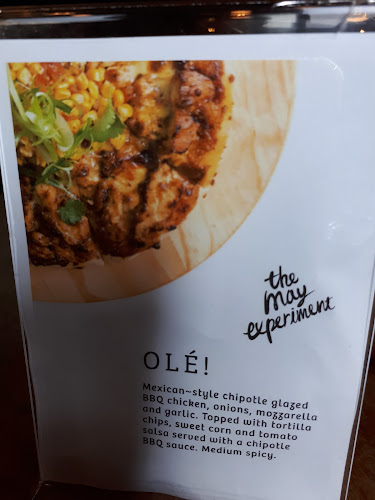 the
may
experiment
OLÉ!
Mexican~style chipotle glazed
BBQ chicken, onions, mozzarella
and garlic. Topped with tortilla
chips, sweet corn and tomato
salsa served with a chipotle
BBQ sauce. Medium spicy.